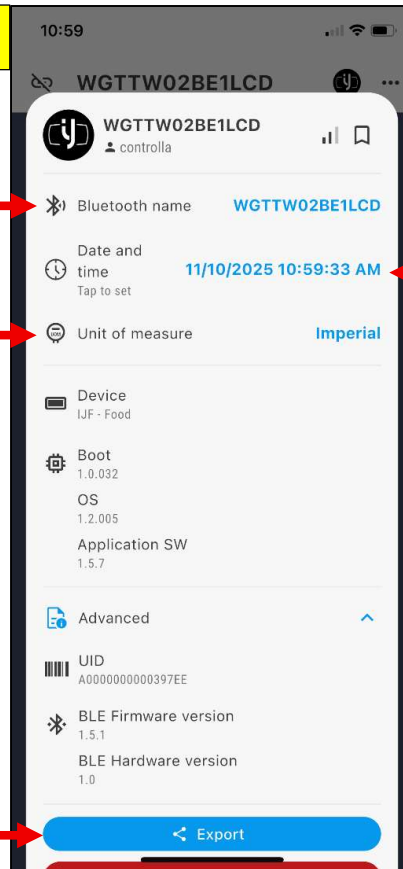 10:59
WGTTW02BE1LCD
WGTTW02BE1LCD
controlla
Bluetooth name WGTTW02BE1LCD
Date and
time 11/10/2025 10:59:33 AM
Tap to set
Unit of measure Imperial
Device
IJF - Food
Boot
1.0.032
OS
1.2.005
Application SW
1.5.7
Advanced
UID
A0000000000397EE
BLE Firmware version
1.5.1
BLE Hardware version
1.0
Export